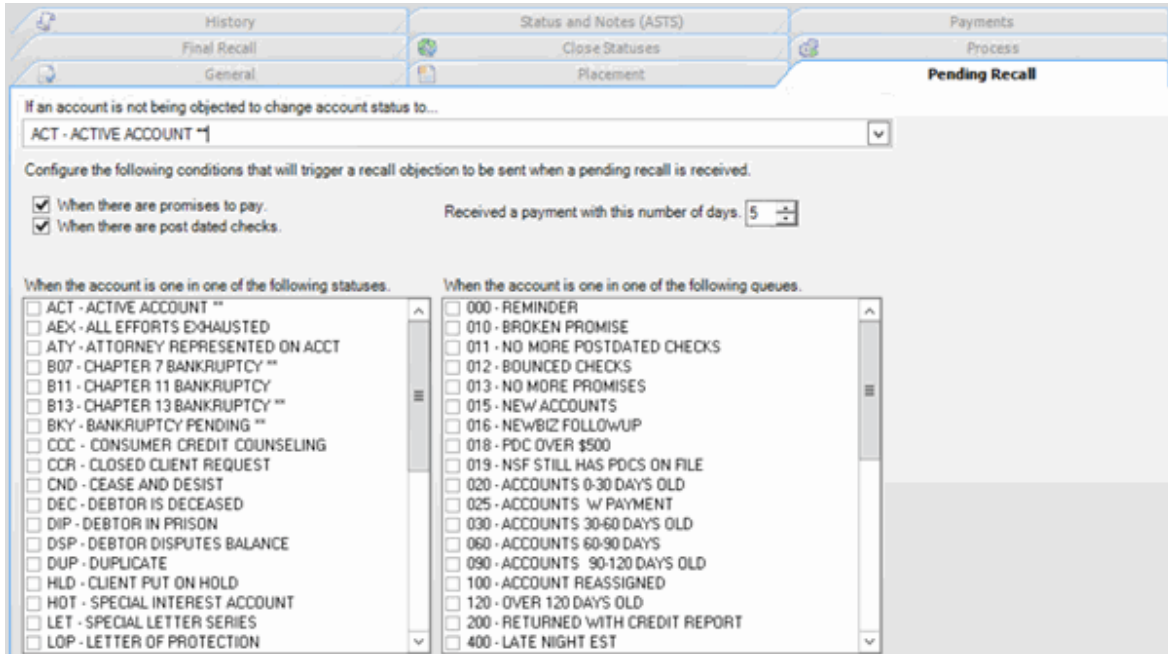 History Status and Notes (ASTS) Payments
Final Recall Close Statuses Process
General Placement Pending Recall
If an account is not being objected to change account status to...
ACT - ACTIVE ACCOUNT **
Configure the following conditions that will trigger a recall objection to be sent when a pending recall is received.
When there are promises to pay.
When there are post dated checks.
Received a payment with this number of days. 5
When the account is one in one of the following statuses.
ACT - ACTIVE ACCOUNT **
AEX - ALL EFFORTS EXHAUSTED
ATY - ATTORNEY REPRESENTED ON ACCT
B07 - CHAPTER 7 BANKRUPTCY **
B11 - CHAPTER 11 BANKRUPTCY
B13 - CHAPTER 13 BANKRUPTCY **
BKY - BANKRUPTCY PENDING **
CCC - CONSUMER CREDIT COUNSELING
CCR - CLOSED CLIENT REQUEST
CND - CEASE AND DESIST
DEC - DEBTOR IS DECEASED
DIP - DEBTOR IN PRISON
DSP - DEBTOR DISPUTES BALANCE
DUP - DUPLICATE
HLD - CLIENT PUT ON HOLD
HOT - SPECIAL INTEREST ACCOUNT
LET - SPECIAL LETTER SERIES
LOP - LETTER OF PROTECTION
When the account is one in one of the following queues.
000 - REMINDER
010 - BROKEN PROMISE
011 - NO MORE POSTDATED CHECKS
012 - BOUNCED CHECKS
013 - NO MORE PROMISES
015 - NEW ACCOUNTS
016 - NEWBIZ FOLLOWUP
018 - PDC OVER $500
019 - NSF STILL HAS PDCS ON FILE
020 - ACCOUNTS 0-30 DAYS OLD
025 - ACCOUNTS W PAYMENT
030 - ACCOUNTS 30-60 DAYS OLD
060 - ACCOUNTS 60-90 DAYS
090 - ACCOUNTS 90-120 DAYS OLD
100 - ACCOUNT REASSIGNED
120 - OVER 120 DAYS OLD
200 - RETURNED WITH CREDIT REPORT
400 - LATE NIGHT EST